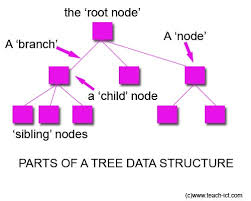 the 'root node'
A 'branch'
A 'node'
a 'child' node
'sibling' nodes
PARTS OF A TREE DATA STRUCTURE
(c)www.teach-ict.com